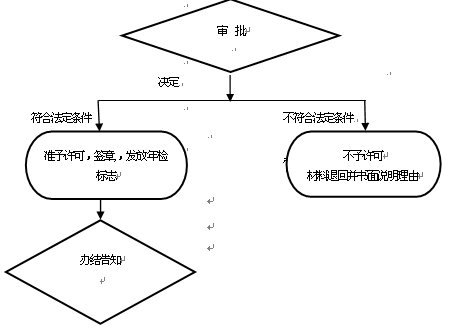 审 批
决定
符合法定条件
不符合法定条件
准予许可，签章，发放年检
标志
不予许可
材料退回并书面说明理由
办结告知